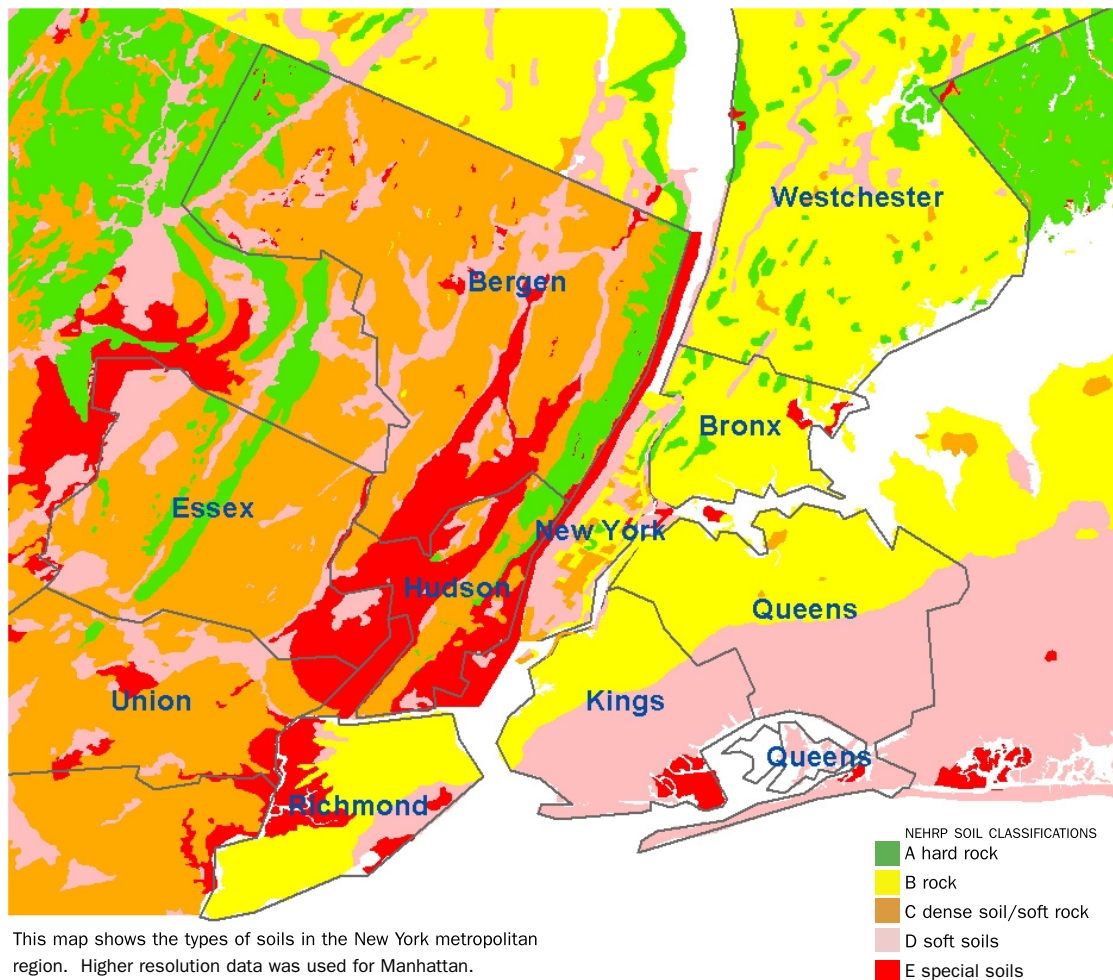 Westchester
Bergen
Bronx
Essex
New York
Hudson
Queens
Union
Kings
Queens
Richmond
NEHRP SOIL CLASSIFICATIONS
A hard rock
B rock
C dense soil/soft rock
D soft soils
E special soils
This map shows the types of soils in the New York metropolitan
region. Higher resolution data was used for Manhattan.